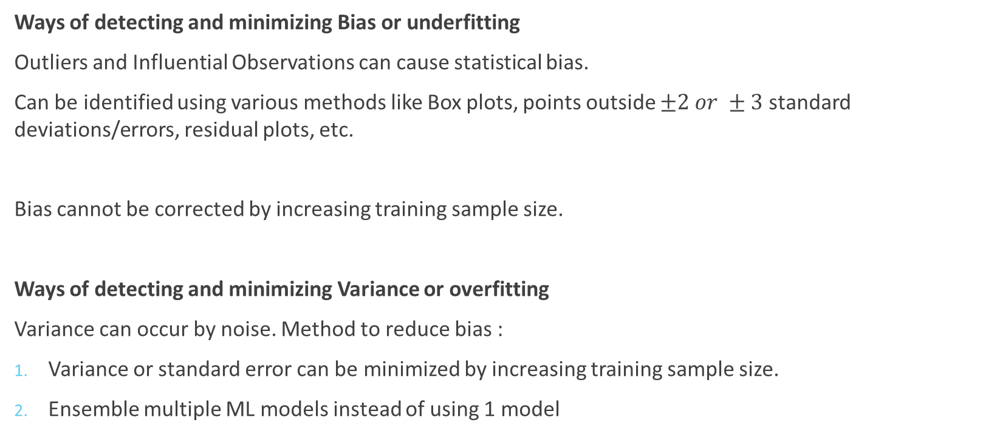 Ways of detecting and minimizing Bias or underfitting
Outliers and Influential Observations can cause statistical bias.
Can be identified using various methods like Box plots, points outside ±2 or ± 3 standard
deviations/errors, residual plots, etc.
Bias cannot be corrected by increasing training sample size.
Ways of detecting and minimizing Variance or overfitting
Variance can occur by noise. Method to reduce bias :
1. Variance or standard error can be minimized by increasing training sample size.
2. Ensemble multiple ML models instead of using 1 model